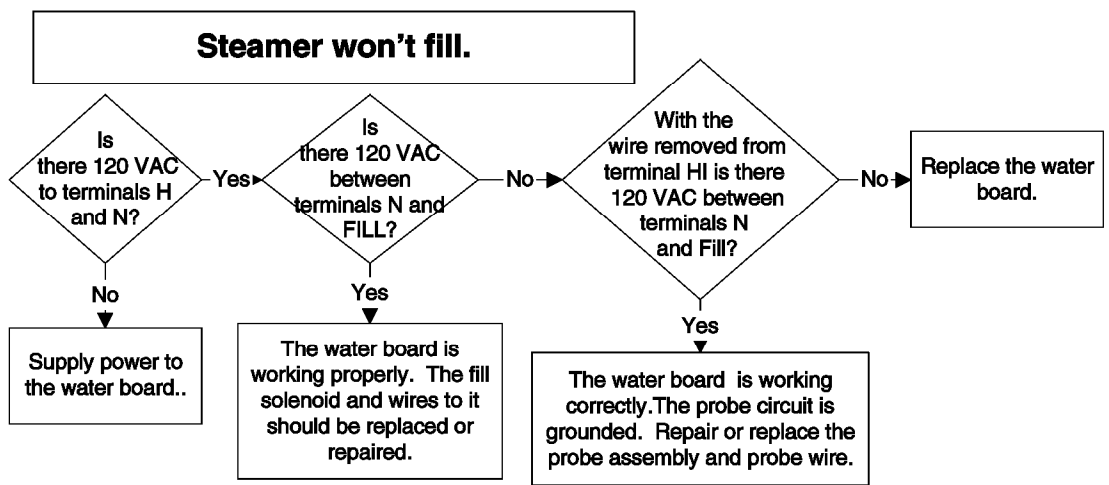 Steamer won't fill.
Is
there 120 VAC
to terminals H
and N?
Yes
Is
there 120 VAC
between
terminals N and
FILL?
No
With the
wire removed from
terminal HI is there
120 VAC between
terminals N
and Fill?
No
Replace the water
board.
No
Supply power to
the water board..
Yes
The water board is
working properly. The fill
solenoid and wires to it
should be replaced or
repaired.
Yes
The water board is working
correctly.The probe circuit is
grounded. Repair or replace the
probe assembly and probe wire.